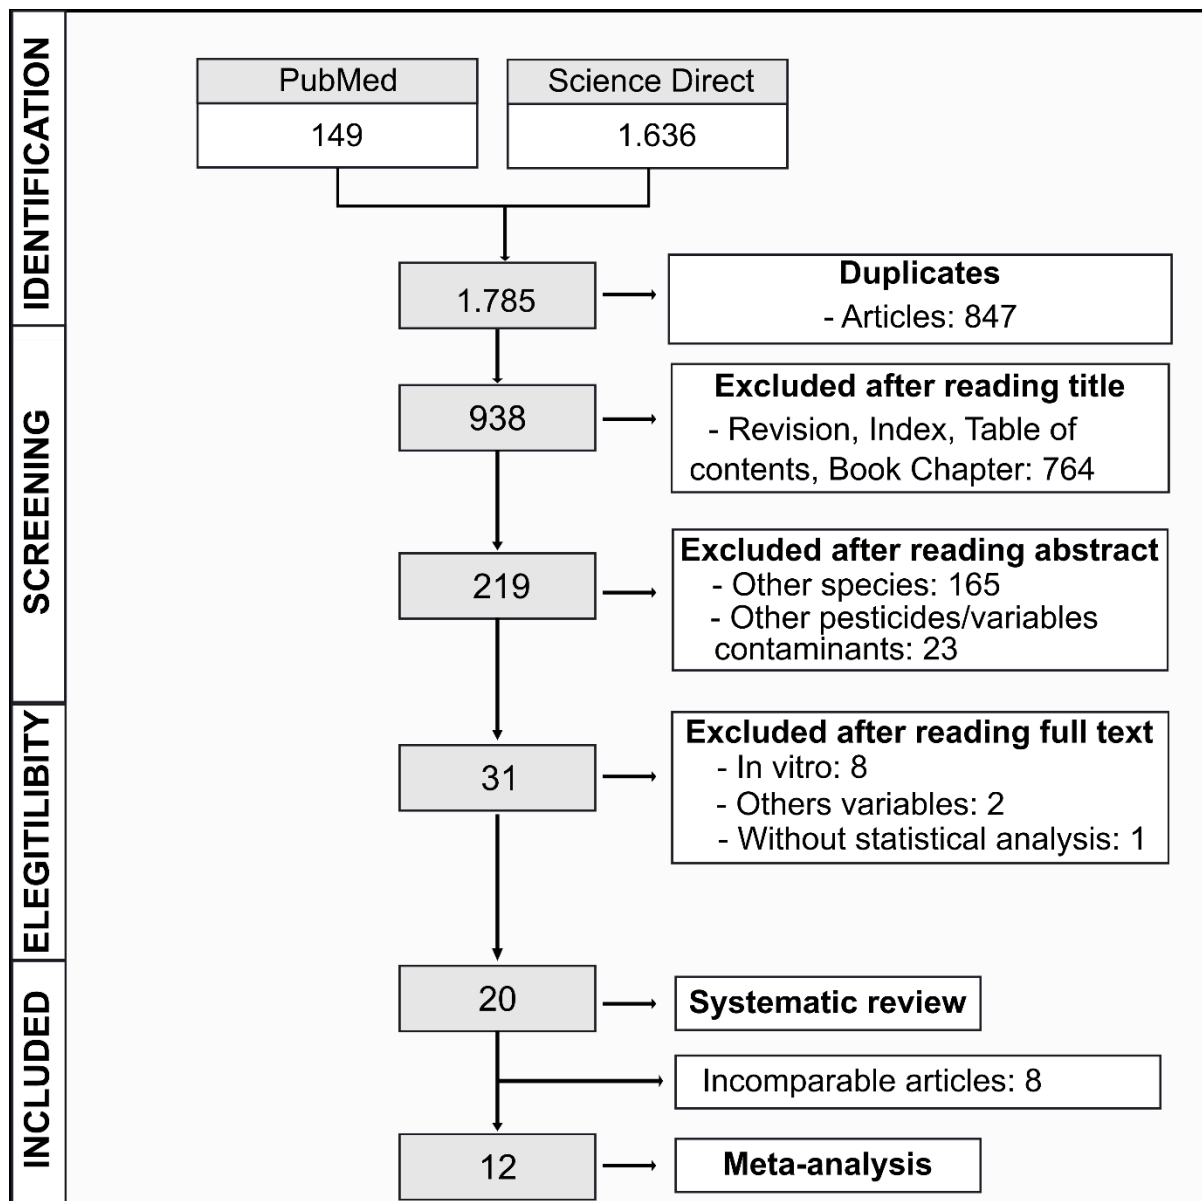 IDENTIFICATION
PubMed
149
Science Direct
1.636
1.785
Duplicates
- Articles: 847
SCREENING
938
Excluded after reading title
- Revision, Index, Table of
contents, Book Chapter: 764
219
Excluded after reading abstract
- Other species: 165
- Other pesticides/variables
contaminants: 23
ELEGITILIBITY
31
Excluded after reading full text
- In vitro: 8
- Others variables: 2
- Without statistical analysis: 1
INCLUDED
20
Systematic review
Incomparable articles: 8
12
Meta-analysis